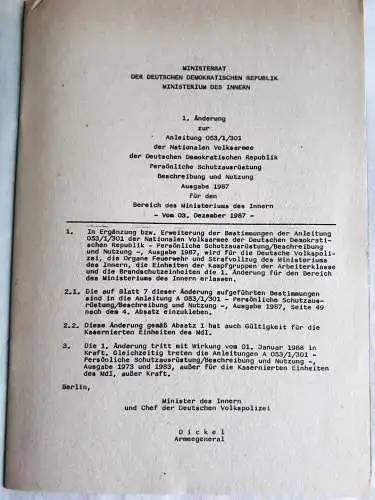 MINISTERRAT
DER DEUTSCHEN DEMOKRATISCHEN REPUBLIK
MINISTERIUM DES INNERN
1. Änderung
zur
Anleitung 053/1/301
der Nationalen Volksarmee
der Deutschen Demokratischen Republik
Persönliche Schutzausrüstung
Beschreibung und Nutzung
Ausgabe 1987
für den
Bereich des Ministeriums des Innern
- Vom 03. Dezember 1987 -
1. In Ergänzung bzw. Erweiterung der Bestimmungen der Anleitung
053/1/301 der Nationalen Volksarmee der Deutschen Demokrati-
schen Republik - Persönliche Schutzausrüstung/Beschreibung
und Nutzung -, Ausgabe 1987, wird für die Deutsche Volkspoli-
zei, die Organe Feuerwehr und Strafvollzug des Ministeriums
des Innern, die Einheiten der Kampfgruppen der Arbeiterklasse
und die Brandschutzeinheiten die 1. Änderung für den Bereich
des Ministeriums des Innern erlassen.
2.1. Die auf Blatt 7 dieser Änderung aufgeführten Bestimmungen
sind in die Anleitung A 053/1/301 - Persönliche Schutzaus-
rüstung/Beschreibung und Nutzung -, Ausgabe 1987, Seite 49
nach dem 4. Absatz einzukleben.
2.2. Diese Änderung gemäß Absatz 1 hat auch Gültigkeit für die
Kasernierten Einheiten des MdI.
3. Die 1. Änderung tritt mit Wirkung vom 01. Januar 1988 in
Kraft. Gleichzeitig treten die Anleitungen A 053/1/301 -
Persönliche Schutzausrüstung/Beschreibung und Nutzung -,
Ausgabe 1973 und 1983, außer für die Kasernierten Einheiten
des MdI, außer Kraft.
Berlin,
Minister des Innern
und Chef der Deutschen Volkspolizei
D i c k e l
Armeegeneral